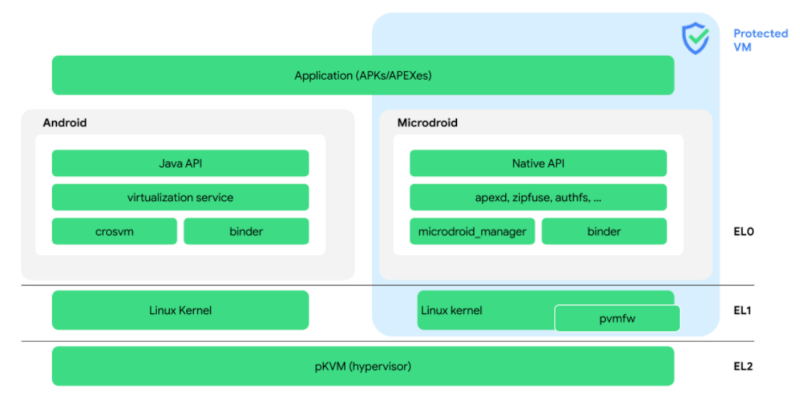 Protected
VM
Application (APKs/APEXes)
Android
Microdroid
Java API
Native API
virtualization service
apexd, zipfuse, authfs, ...
crosvm
binder
microdroid_manager
binder
EL0
Linux Kernel
Linux kernel
pvmfw
EL1
pKVM (hypervisor)
EL2